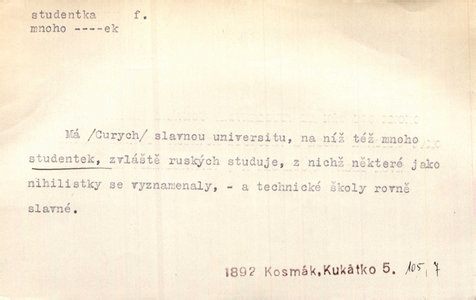 studentka f.
mnoho ----ek
Má /Curych/ slavnou universitu, na níž též mnoho
studentek, zvláště ruských studuje, z nichž některé jako
nihilistky se vyznamenaly, - a technické školy rovně
slavné.
1892 Kosmák, Kukátko 5. 105, 7